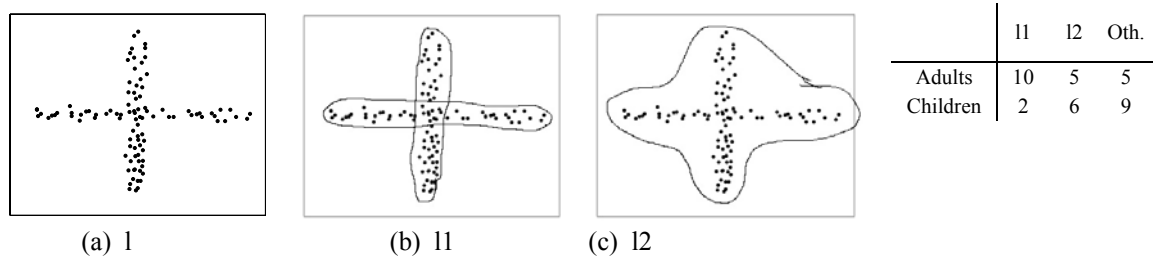 l1 l2 Oth.
Adults 10 5 5
Children 2 6 9
(a) l
(b) l1
(c) l2